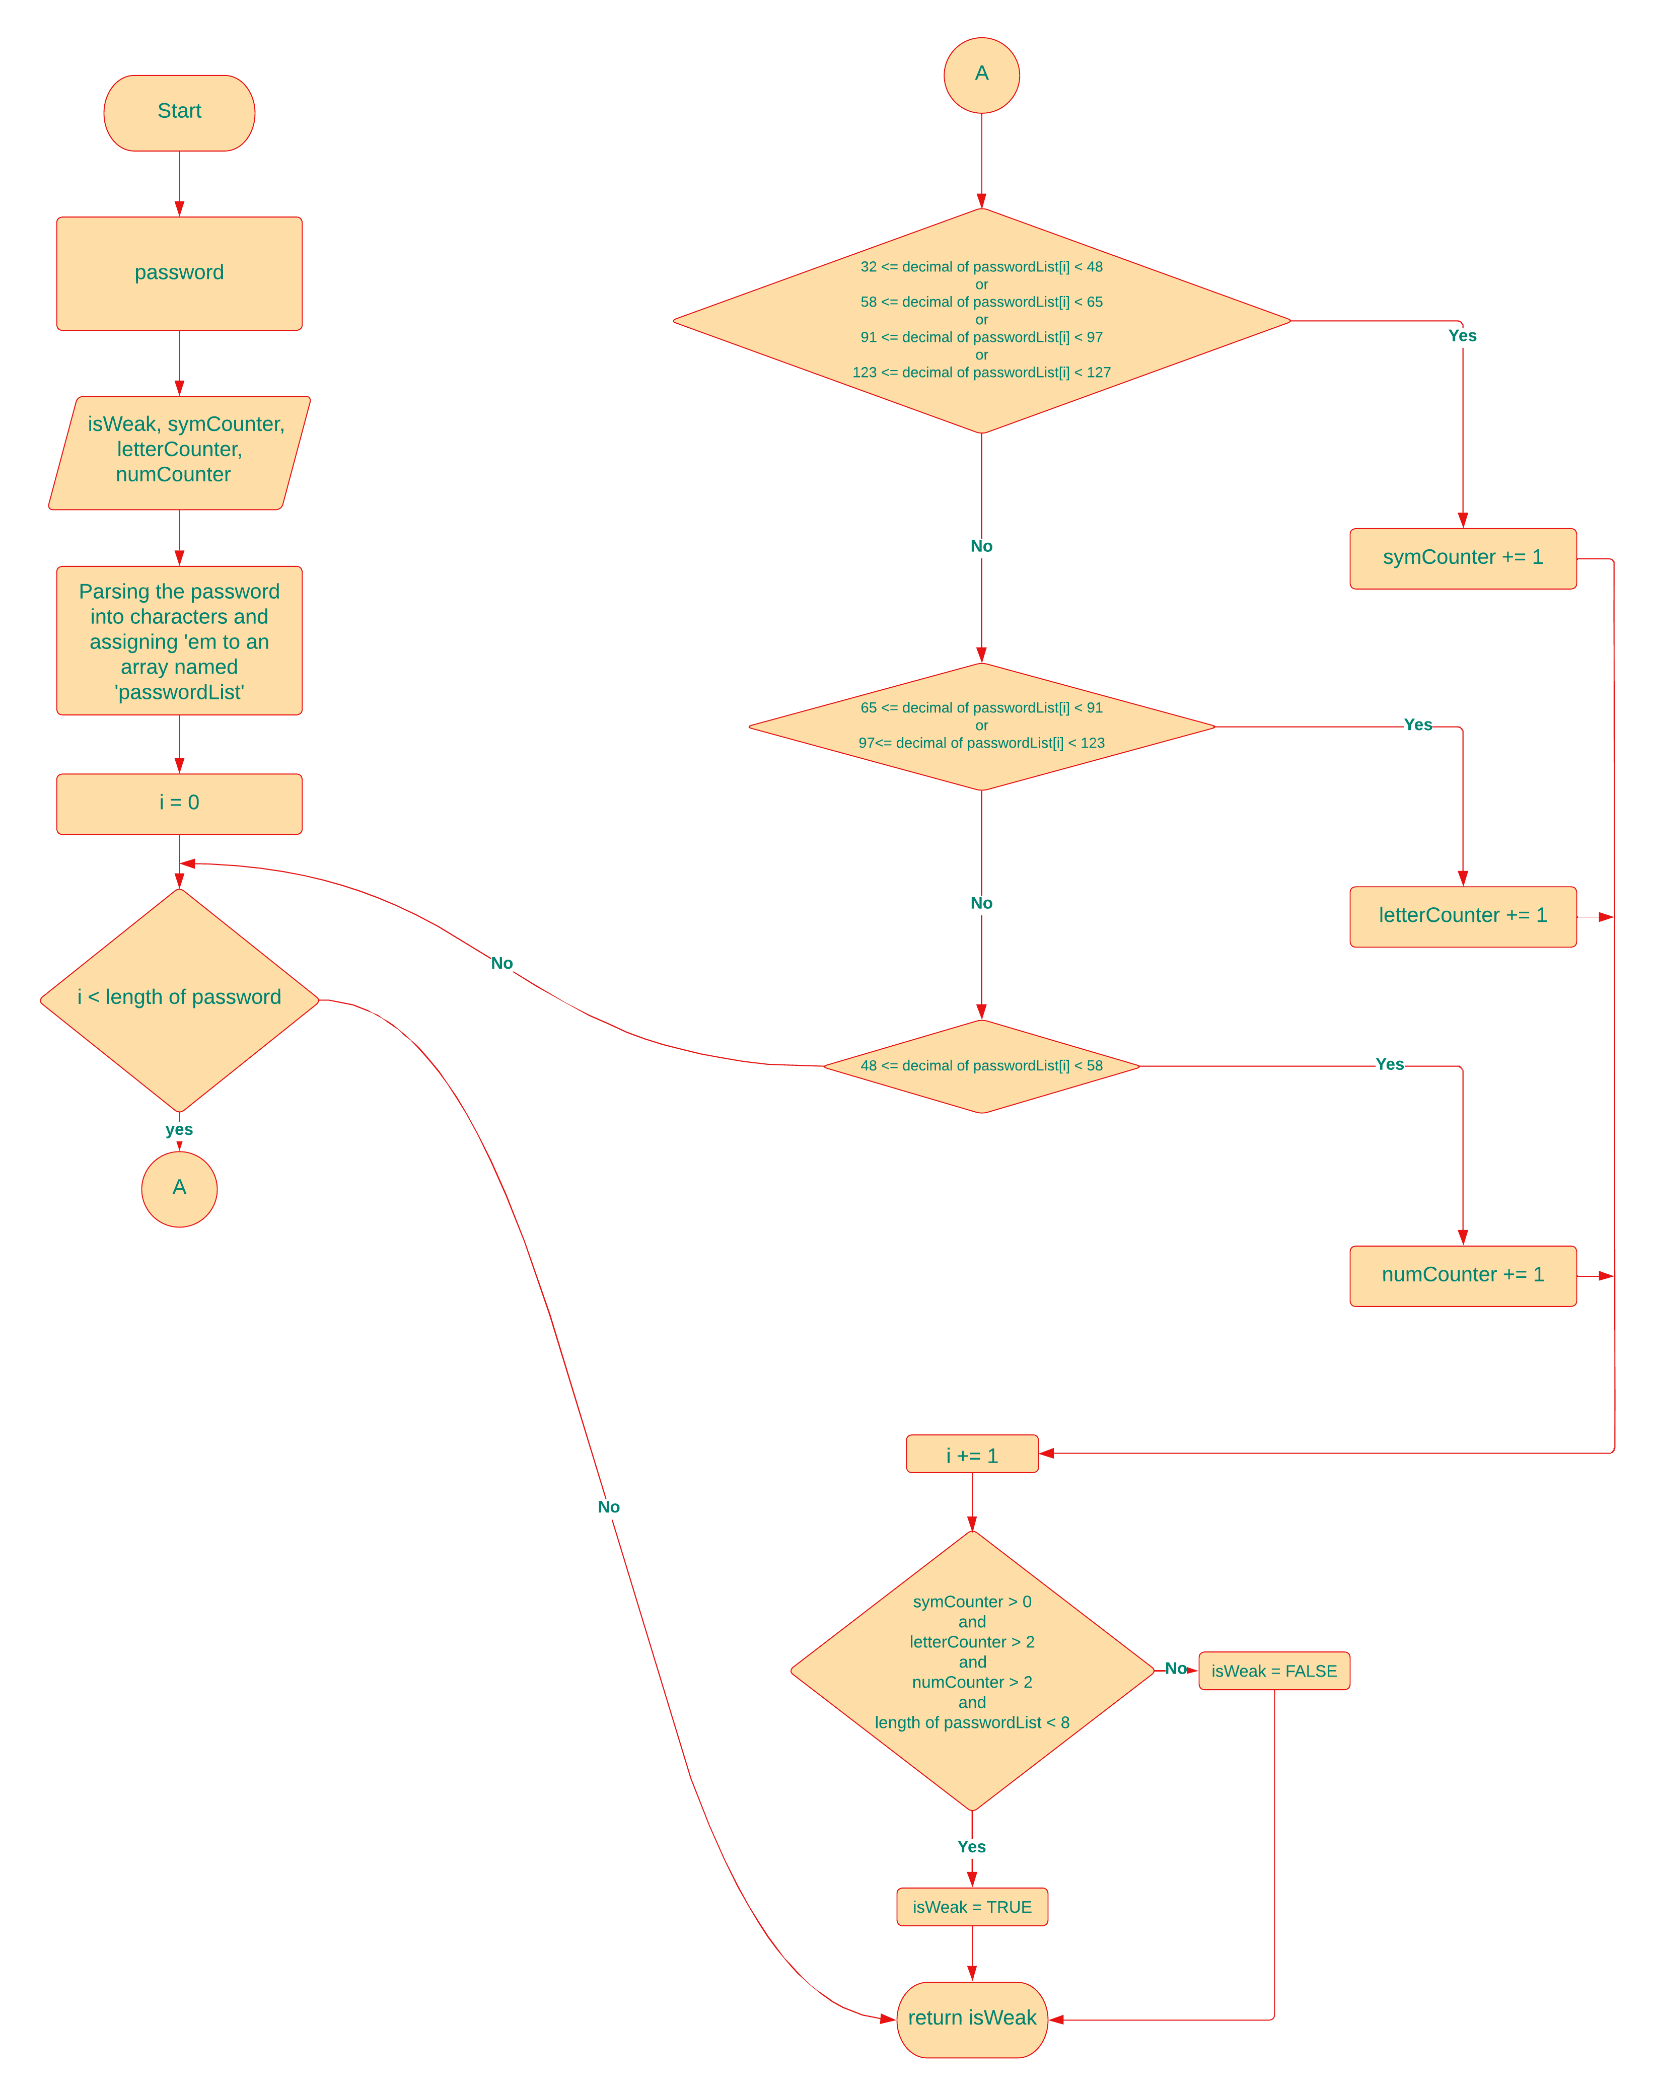 Start
password
isWeak, symCounter,
letterCounter,
numCounter
Parsing the password
into characters and
assigning 'em to an
array named
'passwordList'
i = 0
i < length of password
yes
A
No
A
32 <= decimal of passwordList[i] < 48
or
58 <= decimal of passwordList[i] < 65
or
91 <= decimal of passwordList[i] < 97
or
123 <= decimal of passwordList[i] < 127
Yes
symCounter += 1
No
65 <= decimal of passwordList[i] < 91
or
97<= decimal of passwordList[i] < 123
Yes
letterCounter += 1
No
48 <= decimal of passwordList[i] < 58
No
Yes
numCounter += 1
i += 1
symCounter > 0
and
letterCounter > 2
and
numCounter > 2
and
length of passwordList < 8
No
isWeak = FALSE
Yes
isWeak = TRUE
return isWeak